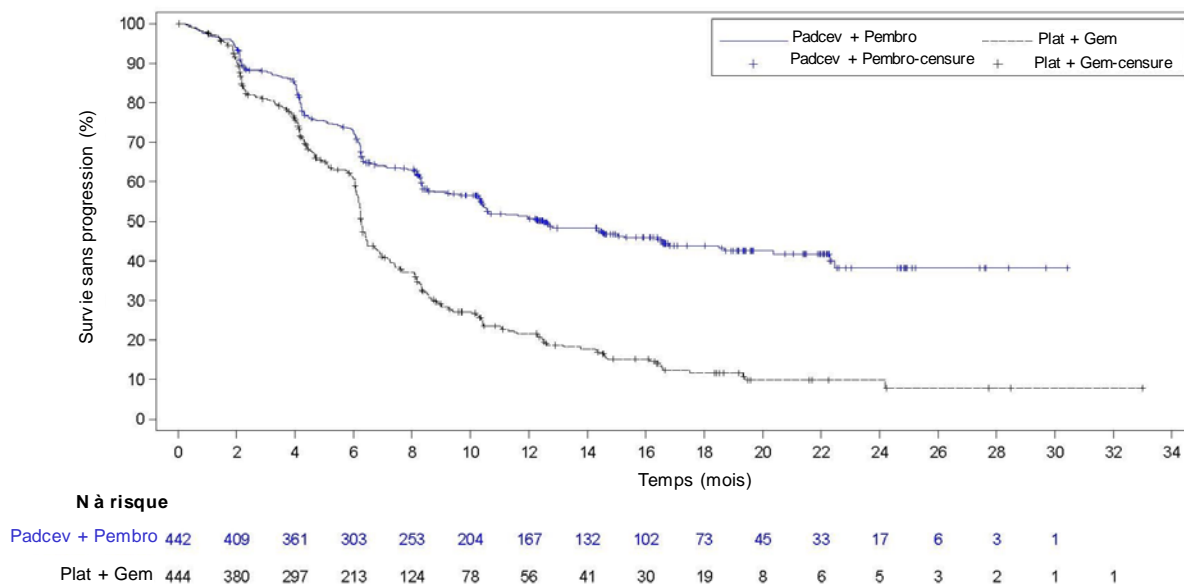 100
90
80
70
60
50
40
30
20
10
0
Survie sans progression (%)
Padcev + Pembro Plat + Gem
Padcev + Pembro-censure Plat + Gem-censure
0 2 4 6 8 10 12 14 16 18 20 22 24 26 28 30 32 34
Temps (mois)
N à risque
Padcev + Pembro 442 409 361 303 253 204 167 132 102 73 45 33 17 6 3 1
Plat + Gem 444 380 297 213 124 78 56 41 30 19 8 6 5 3 2 1 1